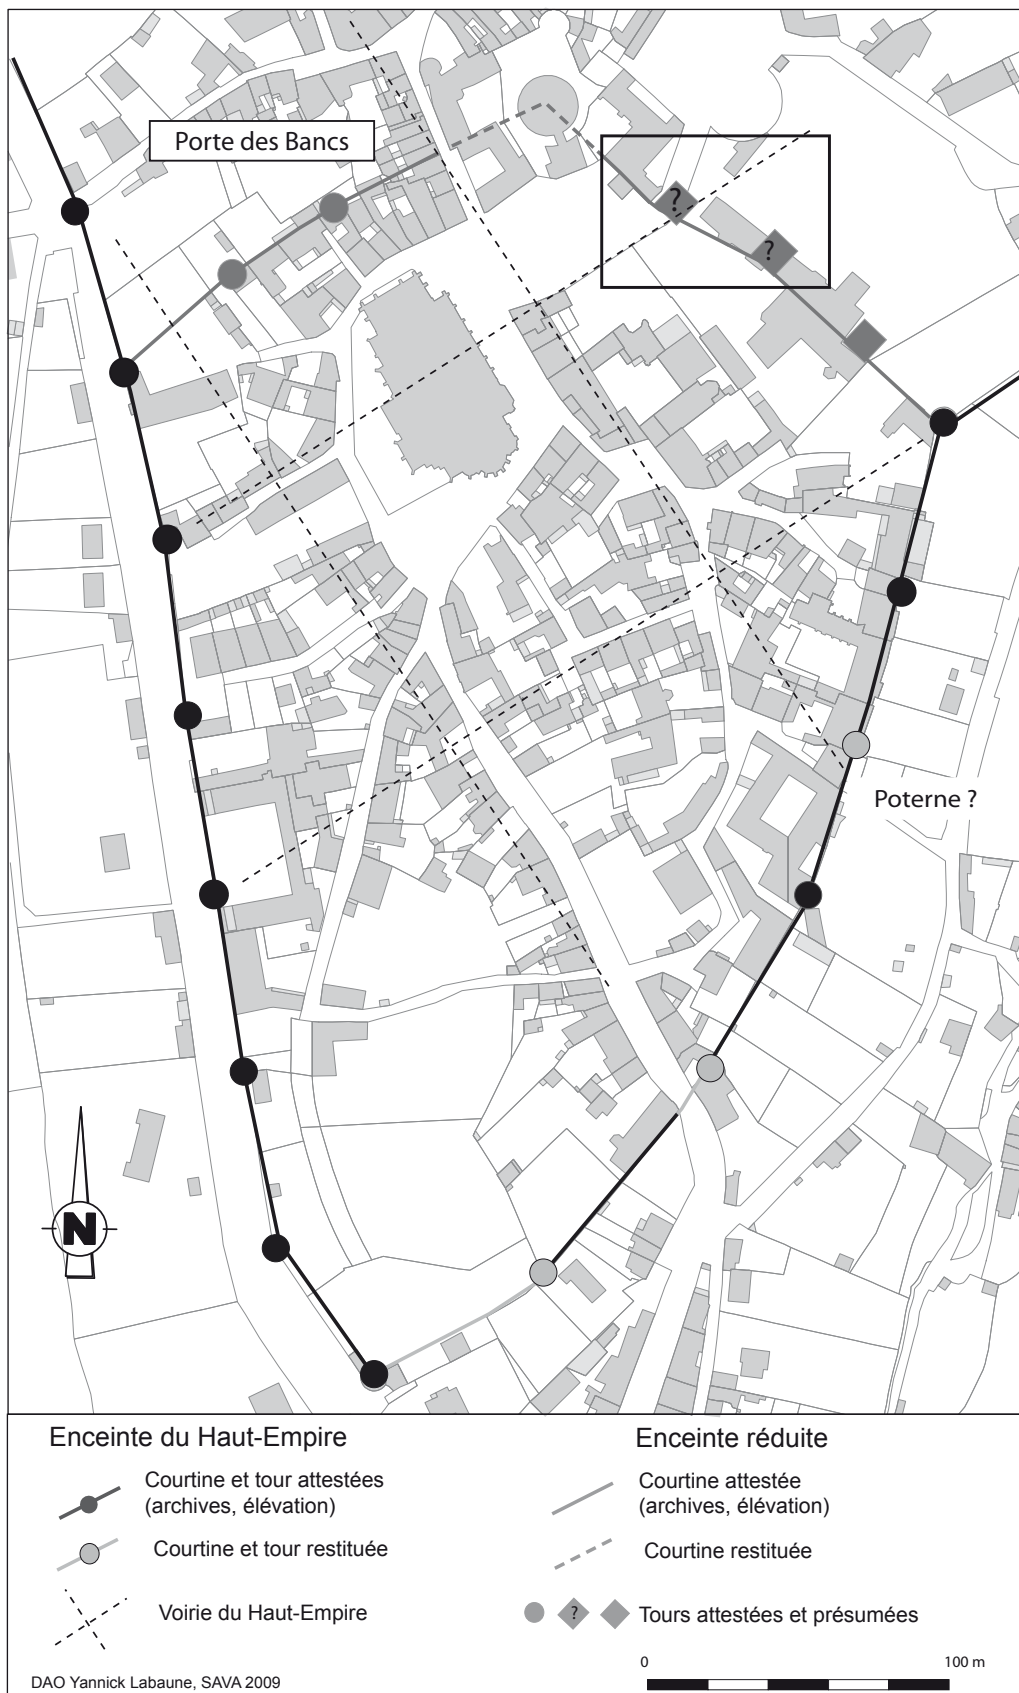 Porte des Bancs
?
?
Poterne ?
N
Enceinte du Haut-Empire
Courtine et tour attestées
(archives, élévation)
Courtine et tour restituée
Voirie du Haut-Empire
DAO Yannick Labaune, SAVA 2009
Enceinte réduite
Courtine attestée
(archives, élévation)
Courtine restituée
? Tours attestées et présumées
0 100 m